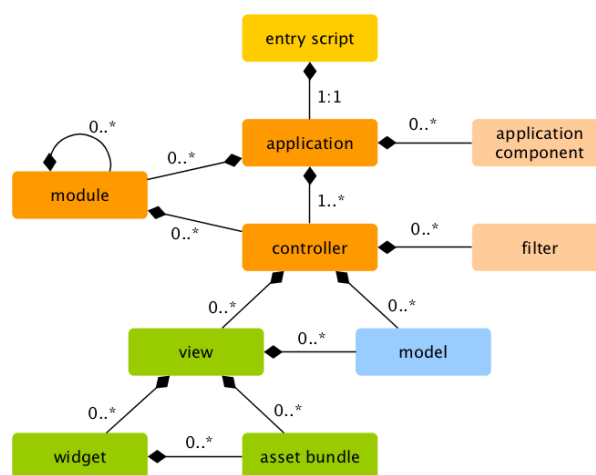 entry script
1:1
0..*
0..*
0..*
application
application
component
module
1..*
0..*
0..*
controller
filter
0..*
0..*
view
0..*
model
0..*
0..*
widget
0..*
asset bundle